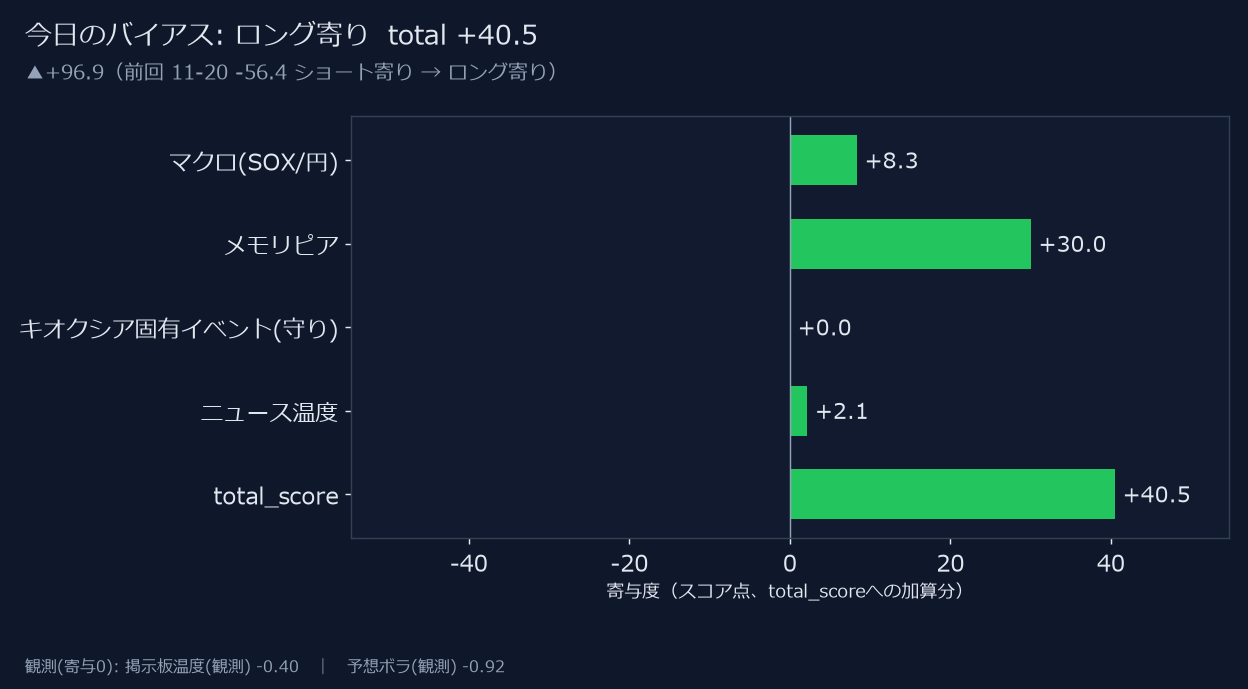 今日のバイアス: ロング寄り  total +40.5
▲+96.9（前回 11-20 -56.4 ショート寄り → ロング寄り）
マクロ(SOX/円)
+8.3
メモリピア
+30.0
キオクシア固有イベント(守り)
+0.0
ニュース温度
+2.1
total_score
+40.5
-40
-20
0
20
40
寄与度（スコア点、total_scoreへの加算分）
観測(寄与0): 掲示板温度(観測) -0.40　|　予想ボラ(観測) -0.92